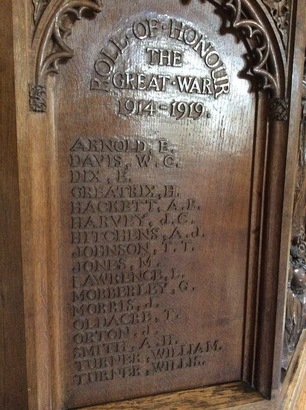 ROLL·OF·HONOUR
THE
GREAT·WAR
1914-1919.
ARNOLD, E.
DAVIS, W. G.
DIX, E.
GREATRIX, H.
HACKETT, A. P.
HARVEY, J. C.
HITCHENS, A. J.
JOHNSON, T. T.
JONES, M.
LAWRENCE, L.
MOBBERLEY, G.
MORRIS, J.
OLDACRE, T.
ORTON, J.
SMITH, A. H.
TURNER, WILLIAM.
TURNER, WILLIS.